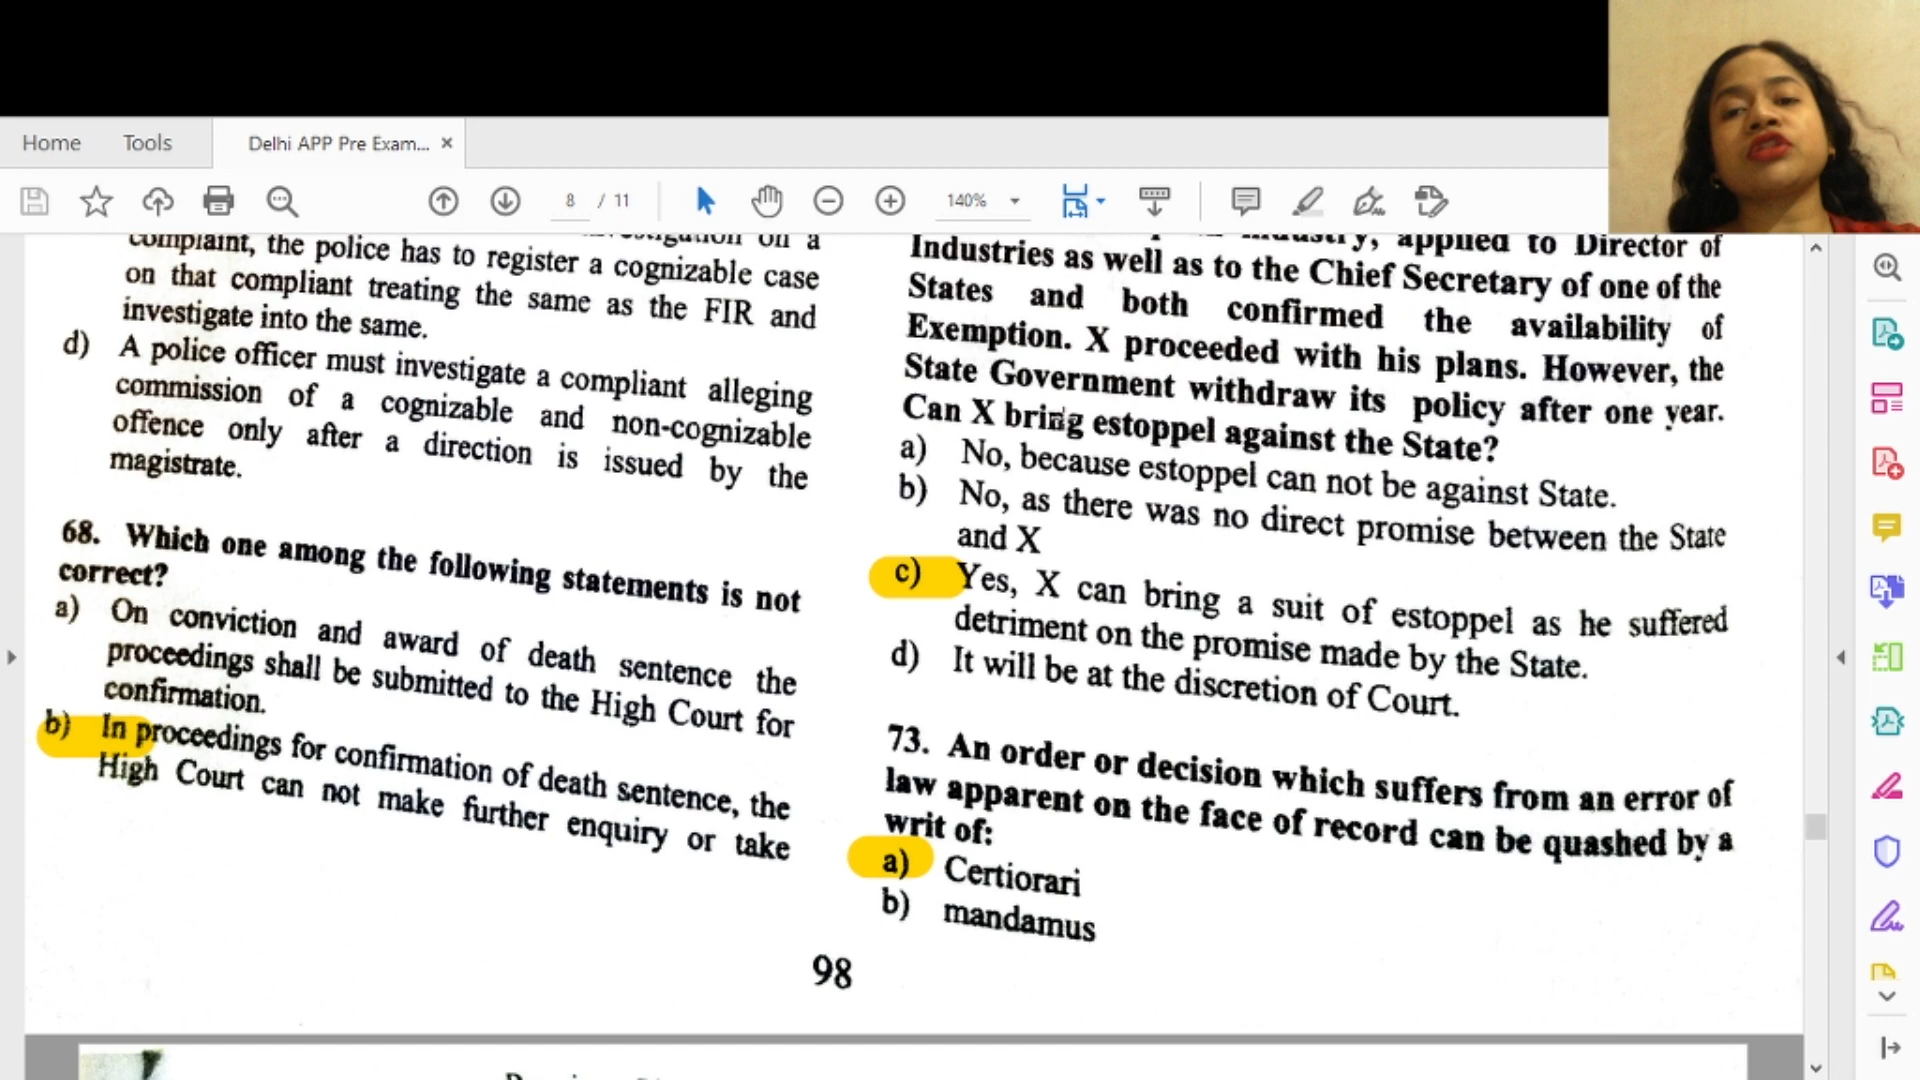 Home Tools Delhi APP Pre Exam... ×
8 / 11 140%
complaint, the police has to register a cognizable case
on that compliant treating the same as the FIR and
investigate into the same.
d) A police officer must investigate a compliant alleging
commission of a cognizable and non-cognizable
offence only after a direction is issued by the
magistrate.
68. Which one among the following statements is not
correct?
a) On conviction and award of death sentence the
proceedings shall be submitted to the High Court for
confirmation.
b) In proceedings for confirmation of death sentence, the
High Court can not make further enquiry or take
applied to Director of
Industries as well as to the Chief Secretary of one of the
States and both confirmed the availability of
Exemption. X proceeded with his plans. However, the
State Government withdraw its policy after one year.
Can X bring estoppel against the State?
a) No, because estoppel can not be against State.
b) No, as there was no direct promise between the State
and X
c) Yes, X can bring a suit of estoppel as he suffered
detriment on the promise made by the State.
d) It will be at the discretion of Court.
73. An order or decision which suffers from an error of
law apparent on the face of record can be quashed by a
writ of:
a) Certiorari
b) mandamus
98